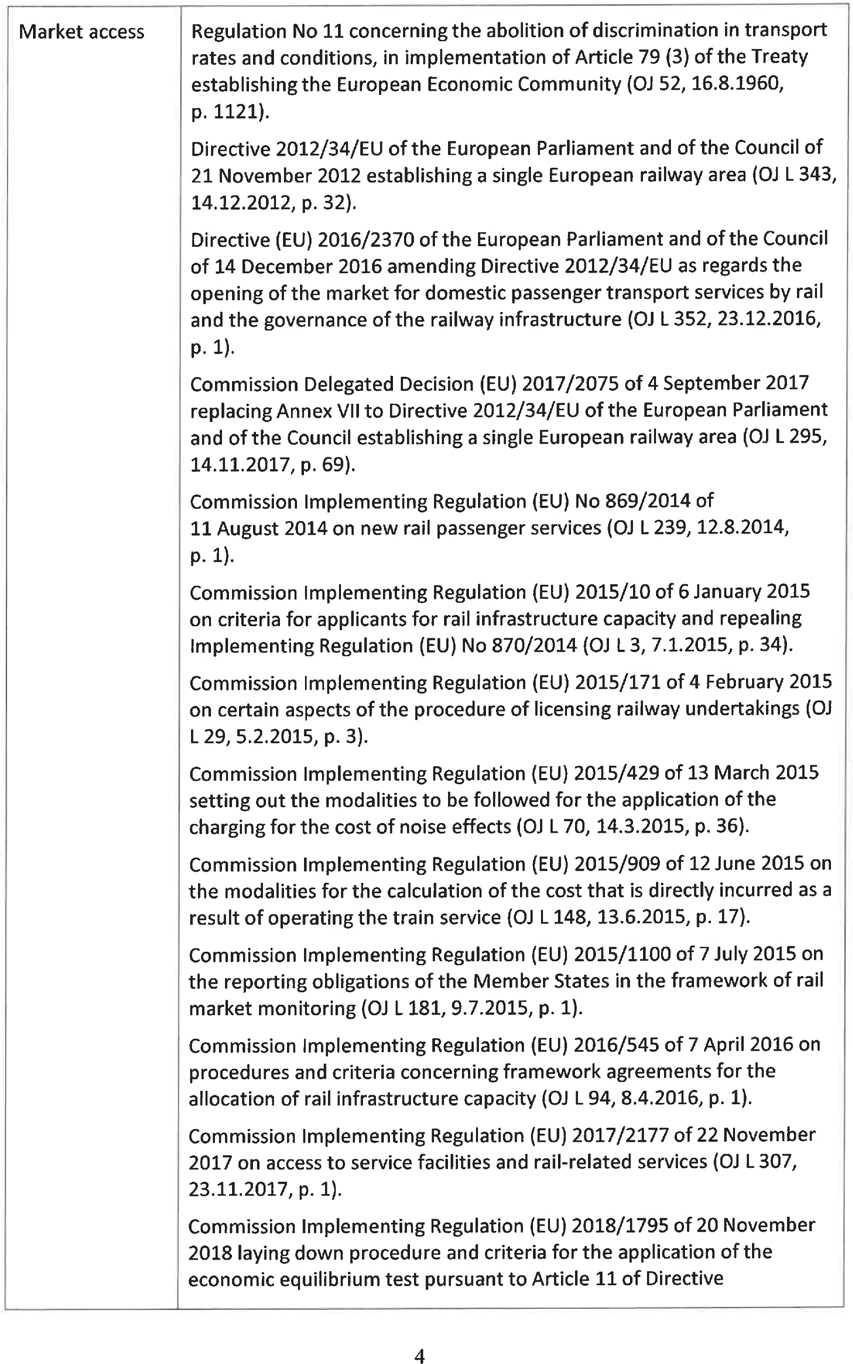 Market access
Regulation No 11 concerning the abolition of discrimination in transport
rates and conditions, in implementation of Article 79 (3) of the Treaty
establishing the European Economic Community (OJ 52, 16.8.1960,
p. 1121).
Directive 2012/34/EU of the European Parliament and of the Council of
21 November 2012 establishing a single European railway area (OJ L 343,
14.12.2012, p. 32).
Directive (EU) 2016/2370 of the European Parliament and of the Council
of 14 December 2016 amending Directive 2012/34/EU as regards the
opening of the market for domestic passenger transport services by rail
and the governance of the railway infrastructure (OJ L 352, 23.12.2016,
p. 1).
Commission Delegated Decision (EU) 2017/2075 of 4 September 2017
replacing Annex VII to Directive 2012/34/EU of the European Parliament
and of the Council establishing a single European railway area (OJ L 295,
14.11.2017, p. 69).
Commission Implementing Regulation (EU) No 869/2014 of
11 August 2014 on new rail passenger services (OJ L 239, 12.8.2014,
p. 1).
Commission Implementing Regulation (EU) 2015/10 of 6 January 2015
on criteria for applicants for rail infrastructure capacity and repealing
Implementing Regulation (EU) No 870/2014 (OJ L 3, 7.1.2015, p. 34).
Commission Implementing Regulation (EU) 2015/171 of 4 February 2015
on certain aspects of the procedure of licensing railway undertakings (OJ
L 29, 5.2.2015, p. 3).
Commission Implementing Regulation (EU) 2015/429 of 13 March 2015
setting out the modalities to be followed for the application of the
charging for the cost of noise effects (OJ L 70, 14.3.2015, p. 36).
Commission Implementing Regulation (EU) 2015/909 of 12 June 2015 on
the modalities for the calculation of the cost that is directly incurred as a
result of operating the train service (OJ L 148, 13.6.2015, p. 17).
Commission Implementing Regulation (EU) 2015/1100 of 7 July 2015 on
the reporting obligations of the Member States in the framework of rail
market monitoring (OJ L 181, 9.7.2015, p. 1).
Commission Implementing Regulation (EU) 2016/545 of 7 April 2016 on
procedures and criteria concerning framework agreements for the
allocation of rail infrastructure capacity (OJ L 94, 8.4.2016, p. 1).
Commission Implementing Regulation (EU) 2017/2177 of 22 November
2017 on access to service facilities and rail-related services (OJ L 307,
23.11.2017, p. 1).
Commission Implementing Regulation (EU) 2018/1795 of 20 November
2018 laying down procedure and criteria for the application of the
economic equilibrium test pursuant to Article 11 of Directive
4